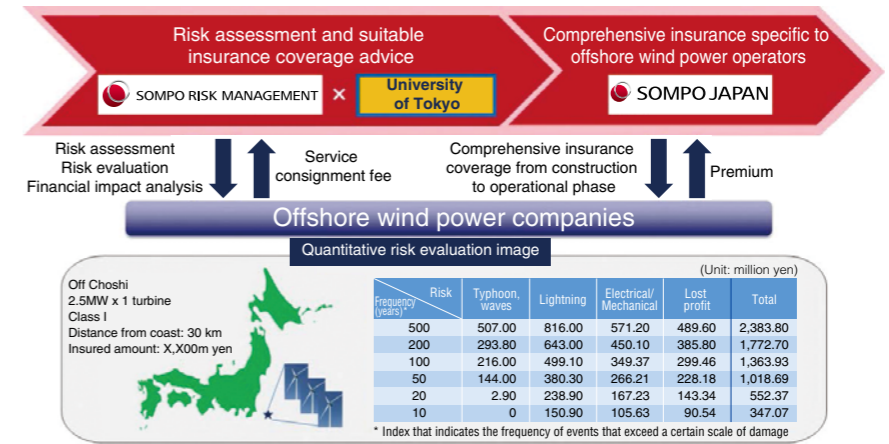 Risk assessment and suitable
insurance coverage advice
SOMPO RISK MANAGEMENT × University
of Tokyo
Comprehensive insurance specific to
offshore wind power operators
SOMPO JAPAN
Risk assessment
Risk evaluation
Financial impact analysis
Service
consignment fee
Comprehensive insurance
coverage from construction
to operational phase
Premium
Offshore wind power companies
Quantitative risk evaluation image
Off Choshi
2.5MW x 1 turbine
Class I
Distance from coast: 30 km
Insured amount: X,X00m yen
(Unit: million yen)
Risk
Frequency
(years)*
Typhoon,
waves
Lightning
Electrical/
Mechanical
Lost
profit
Total
500 507.00 816.00 571.20 489.60 2,383.80
200 293.80 643.00 450.10 385.80 1,772.70
100 216.00 499.10 349.37 299.46 1,363.93
50 144.00 380.30 266.21 228.18 1,018.69
20 2.90 238.90 167.23 143.34 552.37
10 0 150.90 105.63 90.54 347.07
* Index that indicates the frequency of events that exceed a certain scale of damage